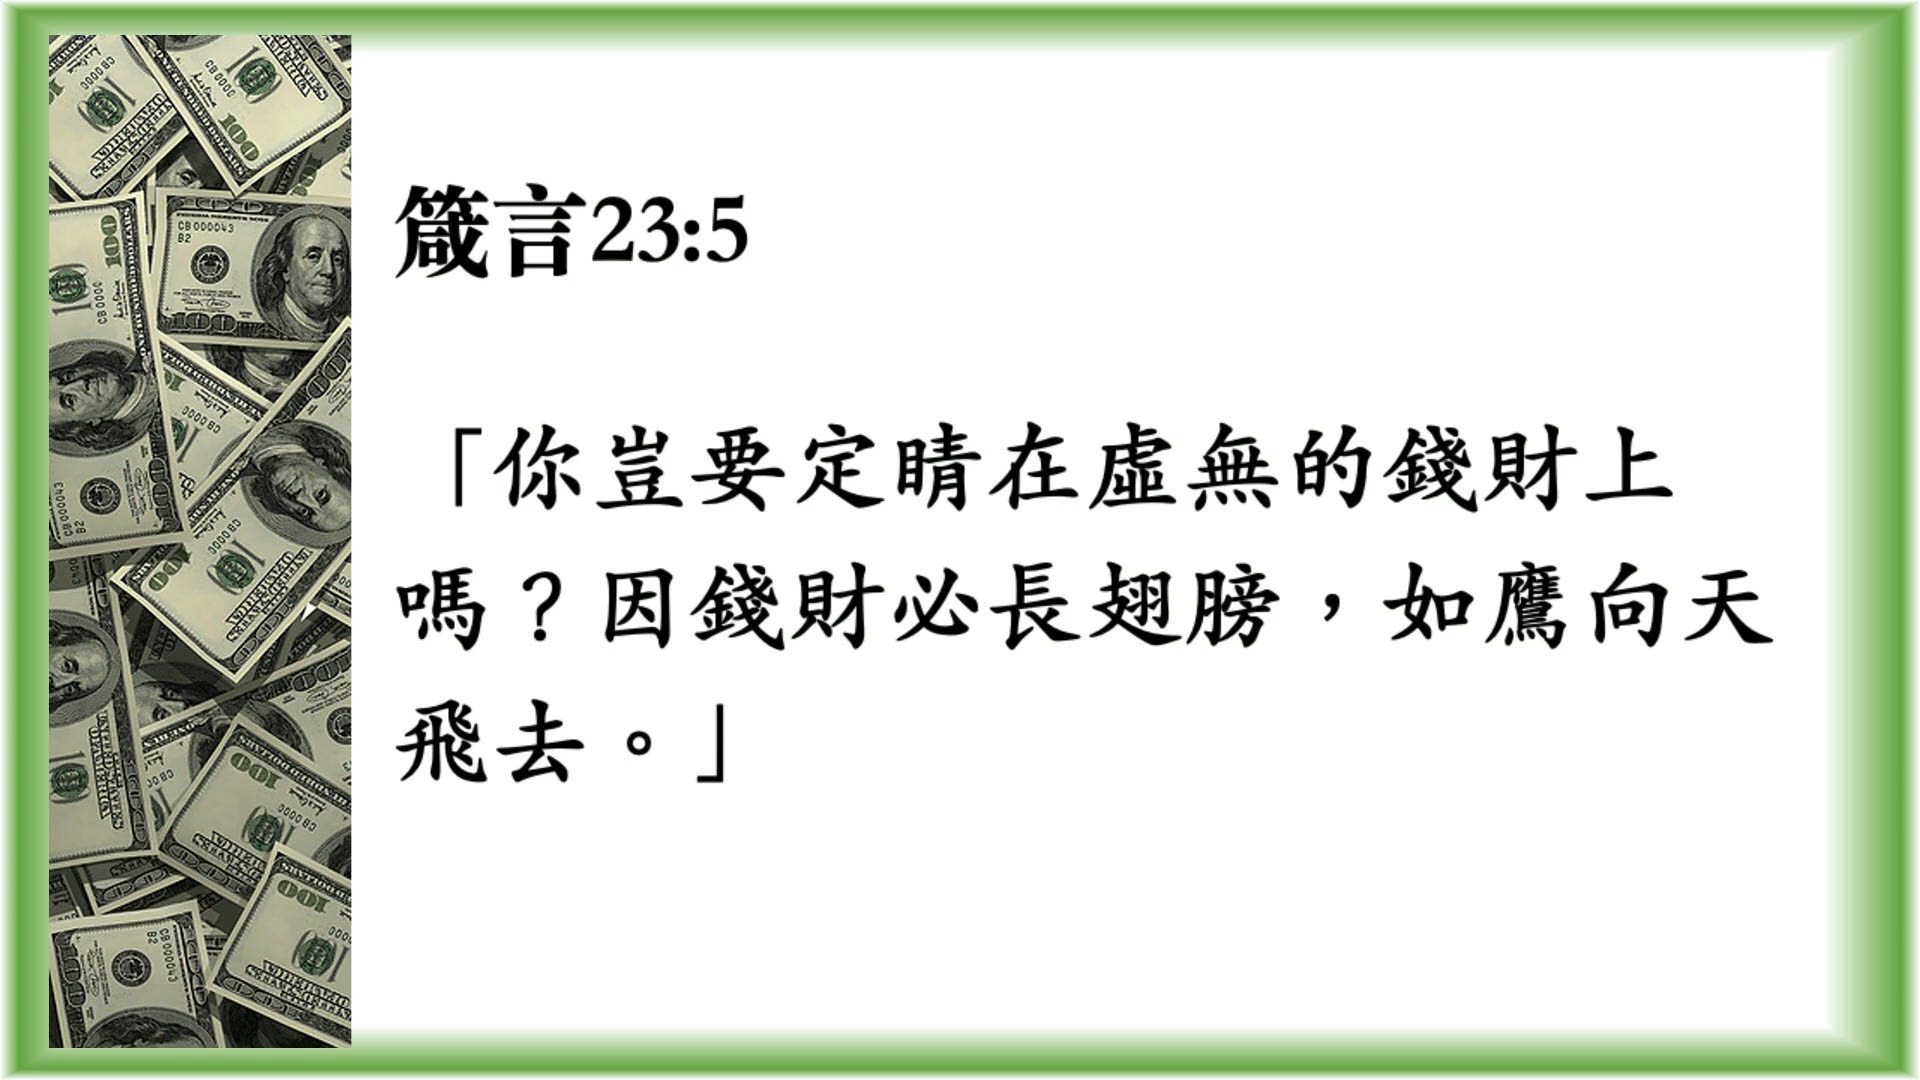 箴言23:5
「你豈要定睛在虛無的錢財上
嗎？因錢財必長翅膀，如鷹向天
飛去。」